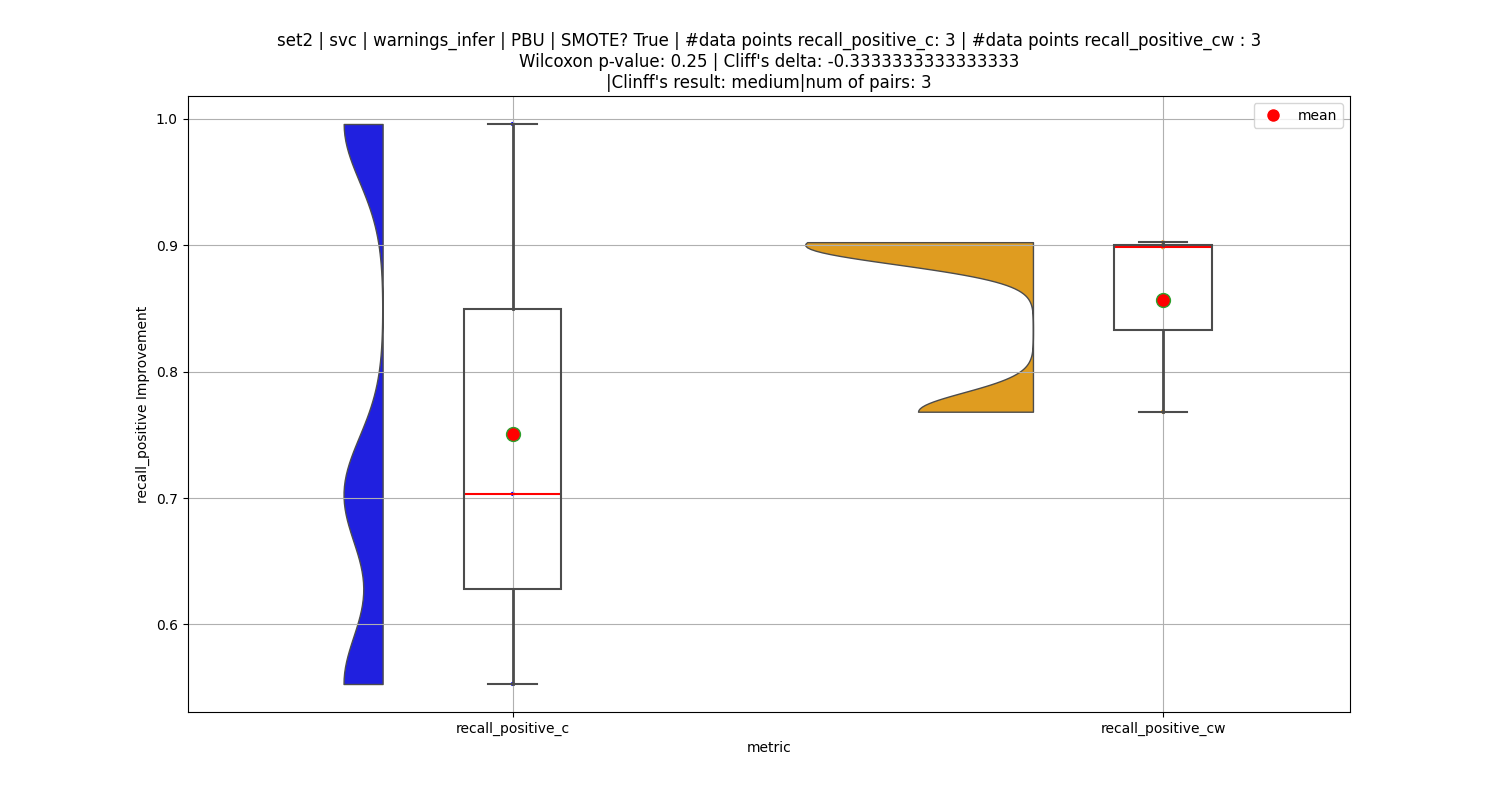 set2 | svc | warnings_infer | PBU | SMOTE? True | #data points recall_positive_c: 3 | #data points recall_positive_cw : 3
Wilcoxon p-value: 0.25 | Cliff's delta: -0.3333333333333333
|Clinff's result: medium|num of pairs: 3
mean
1.0
0.9
0.8
0.7
0.6
recall_positive Improvement
recall_positive_c
recall_positive_cw
metric